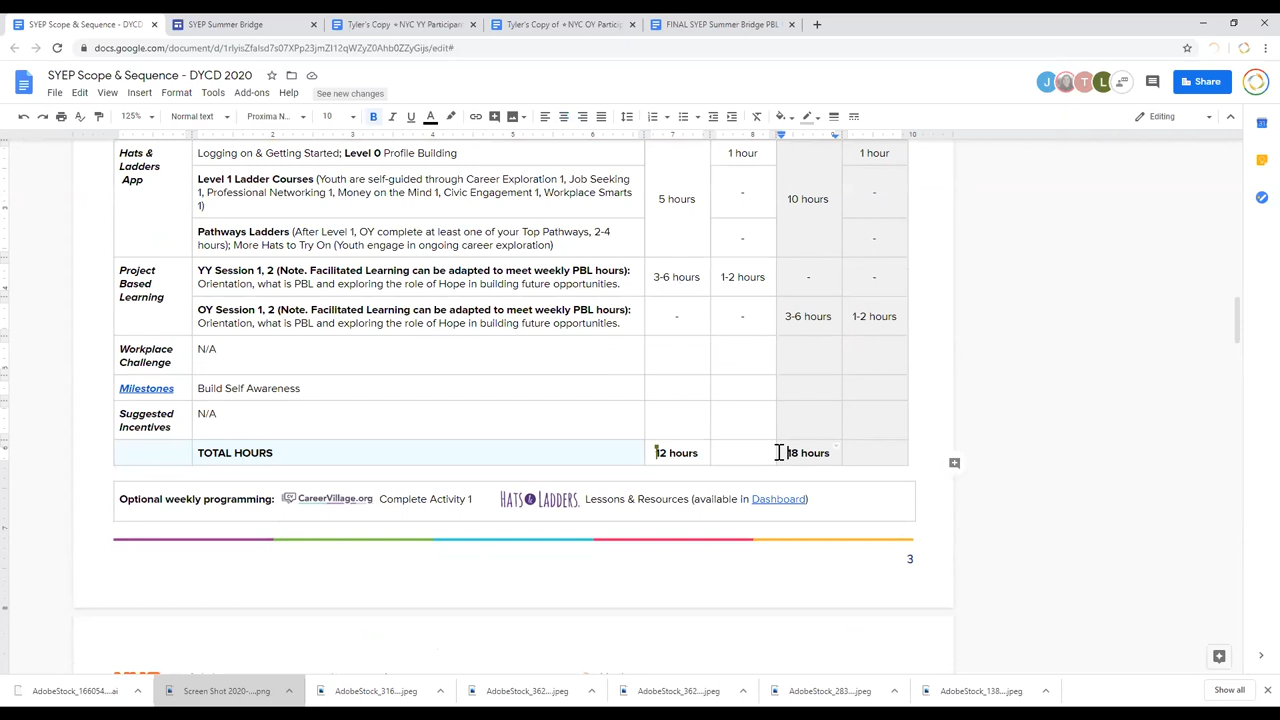 SYEP Scope & Sequence - DYCD 2020
SYEP Summer Bridge
Tyler's Copy + NYC YY Participan
Tyler's Copy of + NYC OY Particip
FINAL SYEP Summer Bridge PBL
docs.google.com/document/d/
SYEP Scope & Sequence - DYCD 2020
J
T
L
Share
File Edit View Insert Format Tools Add-ons Help See new changes
125% Normal text Proxima N... 10 B I U A Editing
2 7 8 9 10
Hats &
Ladders
App
Logging on & Getting Started; Level 0 Profile Building
1 hour
1 hour
Level 1 Ladder Courses (Youth are self-guided through Career Exploration 1, Job Seeking
1, Professional Networking 1, Money on the Mind 1, Civic Engagement 1, Workplace Smarts
1)
5 hours
-
10 hours
-
Pathways Ladders (After Level 1, OY complete at least one of your Top Pathways, 2-4
hours); More Hats to Try On (Youth engage in ongoing career exploration)
-
-
Project
Based
Learning
YY Session 1, 2 (Note. Facilitated Learning can be adapted to meet weekly PBL hours):
Orientation, what is PBL and exploring the role of Hope in building future opportunities.
3-6 hours
1-2 hours
-
-
OY Session 1, 2 (Note. Facilitated Learning can be adapted to meet weekly PBL hours):
Orientation, what is PBL and exploring the role of Hope in building future opportunities.
-
-
3-6 hours
1-2 hours
Workplace
Challenge
N/A
Milestones
Build Self Awareness
Suggested
Incentives
N/A
TOTAL HOURS
12 hours
18 hours
Optional weekly programming: CareerVillage.org Complete Activity 1 HATS & LADDERS. Lessons & Resources (available in Dashboard)
3
AdobeStock_166054....ai
Screen Shot 2020-....png
AdobeStock_316....jpeg
AdobeStock_362....jpeg
AdobeStock_362....jpeg
AdobeStock_283....jpeg
AdobeStock_138....jpeg
Show all